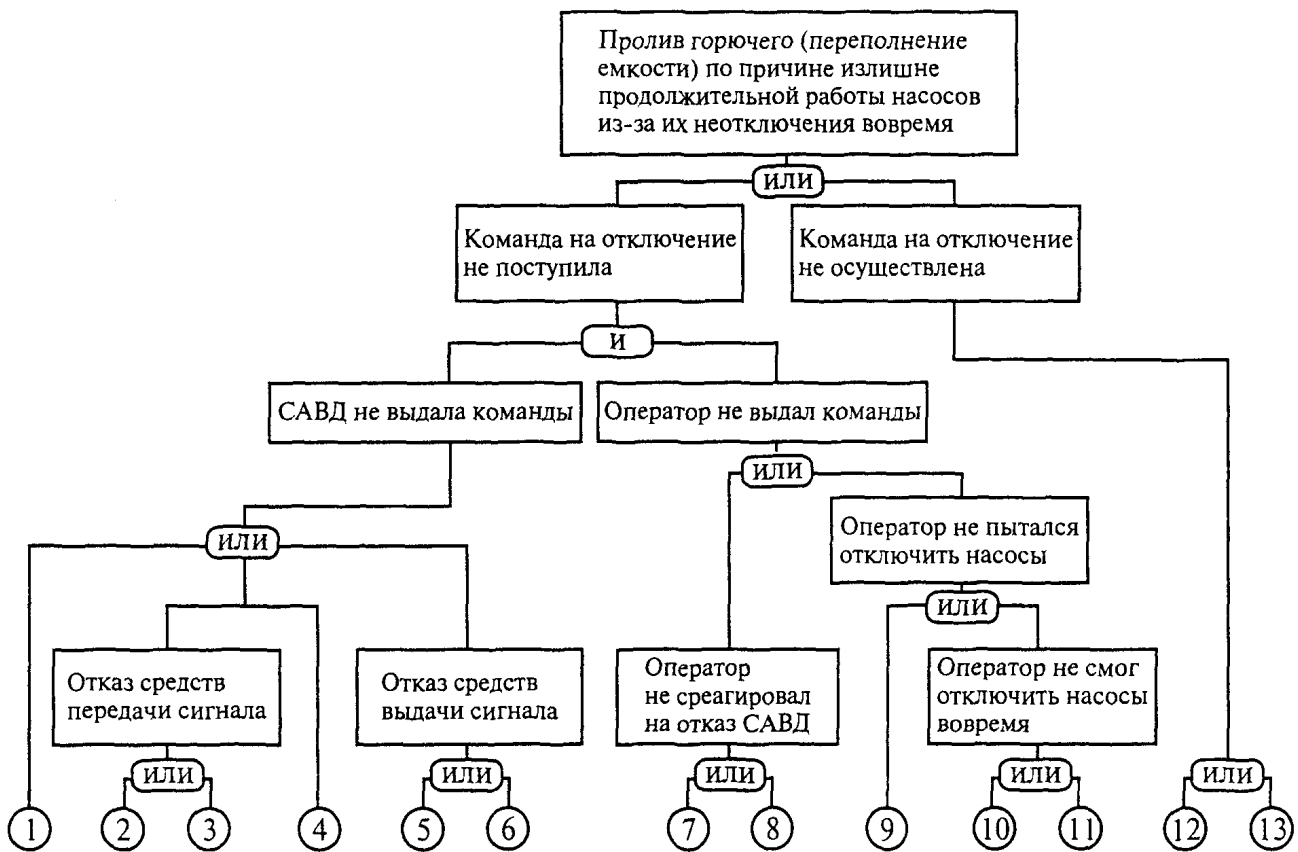 Пролив горючего (переполнение
емкости) по причине излишне
продолжительной работы насосов
из-за их неотключения вовремя
ИЛИ
Команда на отключение
не поступила
Команда на отключение
не осуществлена
И
САВД не выдала команды
Оператор не выдал команды
ИЛИ
Оператор не пытался
отключить насосы
ИЛИ
ИЛИ
Отказ средств
передачи сигнала
Отказ средств
выдачи сигнала
Оператор
не среагировал
на отказ САВД
Оператор не смог
отключить насосы
вовремя
ИЛИ
ИЛИ
ИЛИ
ИЛИ
ИЛИ
1
2
3
4
5
6
7
8
9
10
11
12
13